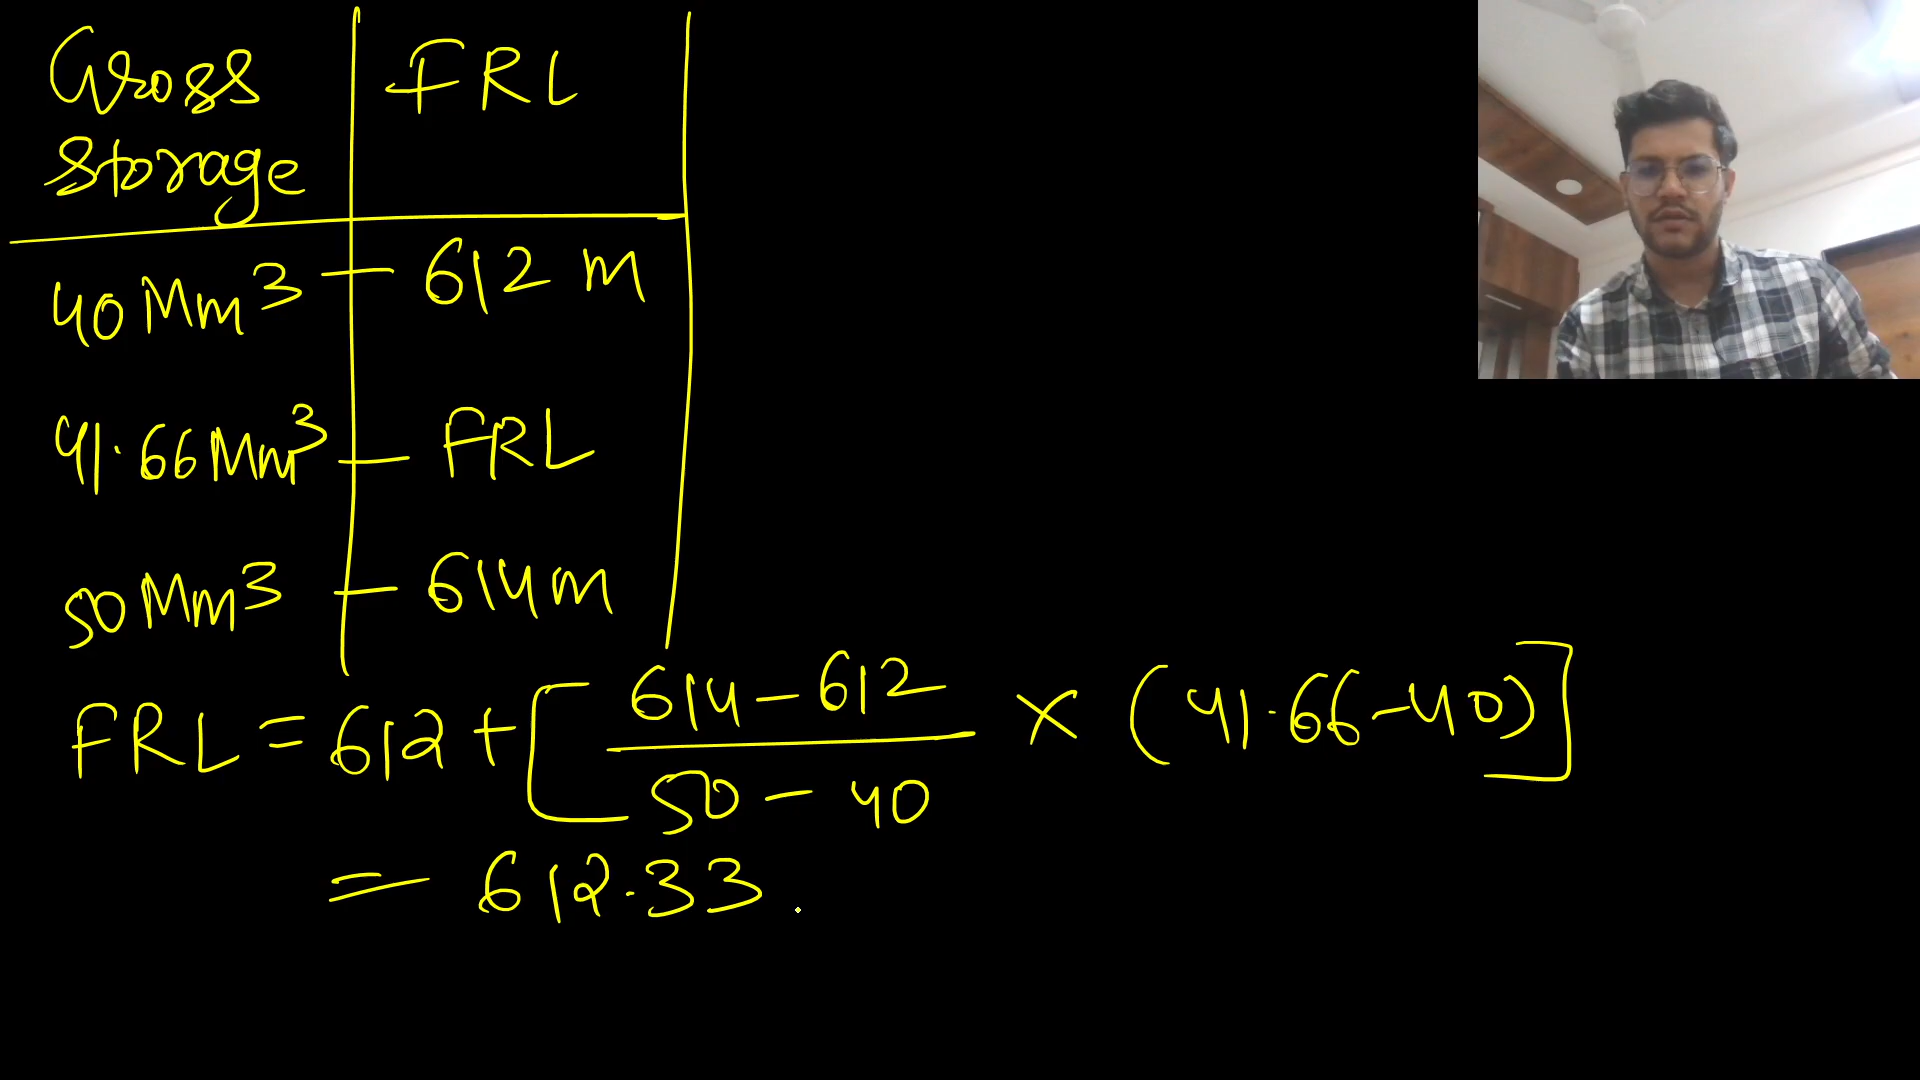 Gross FRL
Storage
40 Mm³ — 612 m
41.66 Mm³ — FRL
50 Mm³ — 614m
FRL = 612 + [ 614 - 612 / 50 - 40 × (41.66 - 40) ]
= 612.33.